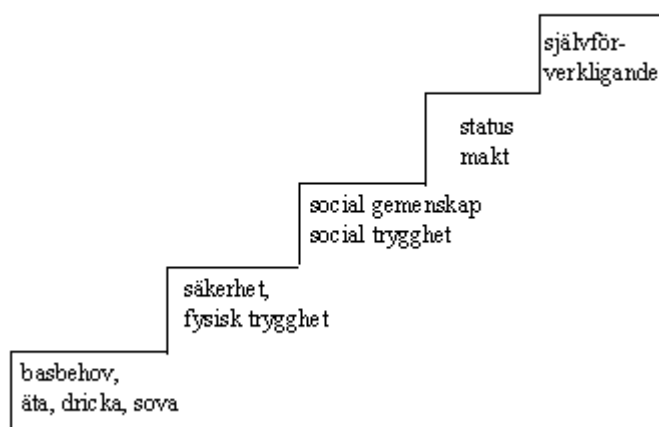 självför-
verkligande
status
makt
social gemenskap
social trygghet
säkerhet,
fysisk trygghet
basbehov,
äta, dricka, sova